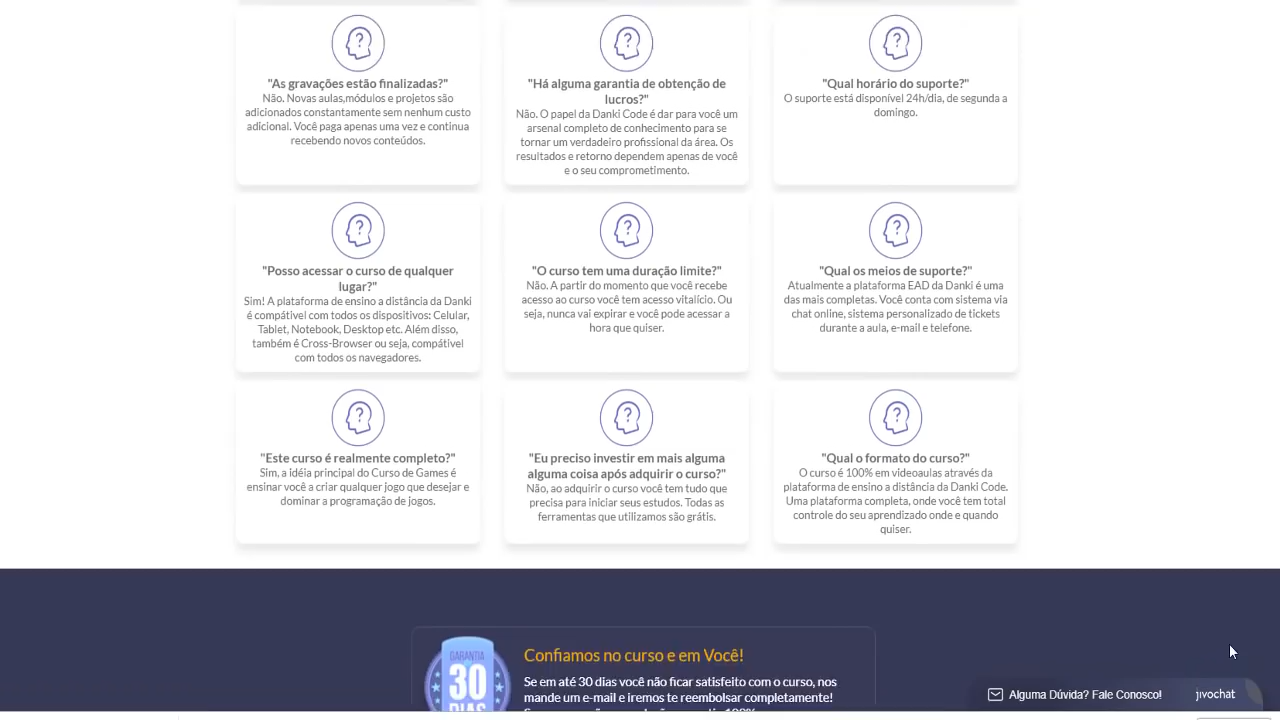 "As gravações estão finalizadas?"
Não. Novas aulas,módulos e projetos são
adicionados constantemente sem nenhum custo
adicional. Você paga apenas uma vez e continua
recebendo novos conteúdos.
"Há alguma garantia de obtenção de
lucros?"
Não. O papel da Danki Code é dar para você um
arsenal completo de conhecimento para se
tornar um verdadeiro profissional da área. Os
resultados e retorno dependem apenas de você
e o seu comprometimento.
"Qual horário do suporte?"
O suporte está disponível 24h/dia, de segunda a
domingo.
"Posso acessar o curso de qualquer
lugar?"
Sim! A plataforma de ensino a distância da Danki
é compátivel com todos os dispositivos: Celular,
Tablet, Notebook, Desktop etc. Além disso,
também é Cross-Browser ou seja, compátivel
com todos os navegadores.
"O curso tem uma duração limite?"
Não. A partir do momento que você recebe
acesso ao curso você tem acesso vitalício. Ou
seja, nunca vai expirar e você pode acessar a
hora que quiser.
"Qual os meios de suporte?"
Atualmente a plataforma EAD da Danki é uma
das mais completas. Você conta com sistema via
chat online, sistema personalizado de tickets
durante a aula, e-mail e telefone.
"Este curso é realmente completo?"
Sim, a idéia principal do Curso de Games é
ensinar você a criar qualquer jogo que desejar e
dominar a programação de jogos.
"Eu preciso investir em mais alguma
alguma coisa após adquirir o curso?"
Não, ao adquirir o curso você tem tudo que
precisa para iniciar seus estudos. Todas as
ferramentas que utilizamos são grátis.
"Qual o formato do curso?"
O curso é 100% em videoaulas através da
plataforma de ensino a distância da Danki Code.
Uma plataforma completa, onde você tem total
controle do seu aprendizado onde e quando
quiser.
GARANTIA
30
DIAS
Confiamos no curso e em Você!
Se em até 30 dias você não ficar satisfeito com o curso, nos
mande um e-mail e iremos te reembolsar completamente!
Alguma Dúvida? Fale Conosco!
jivochat